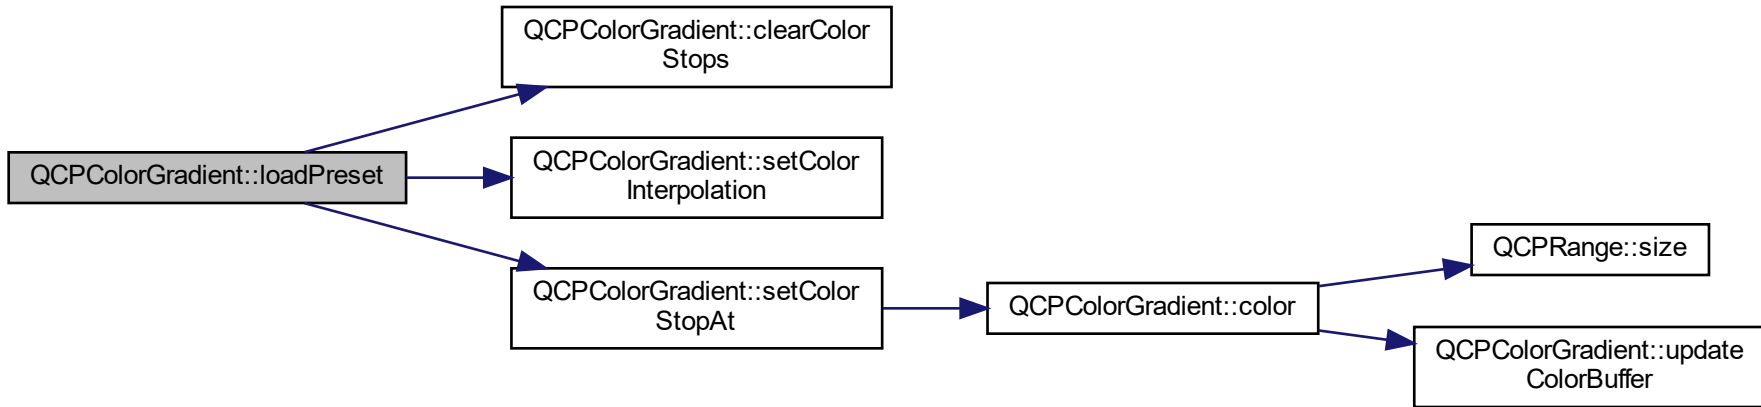 QCPColorGradient::clearColor
Stops
QCPColorGradient::loadPreset
QCPColorGradient::setColor
Interpolation
QCPColorGradient::setColor
StopAt
QCPColorGradient::color
QCPRange::size
QCPColorGradient::update
ColorBuffer